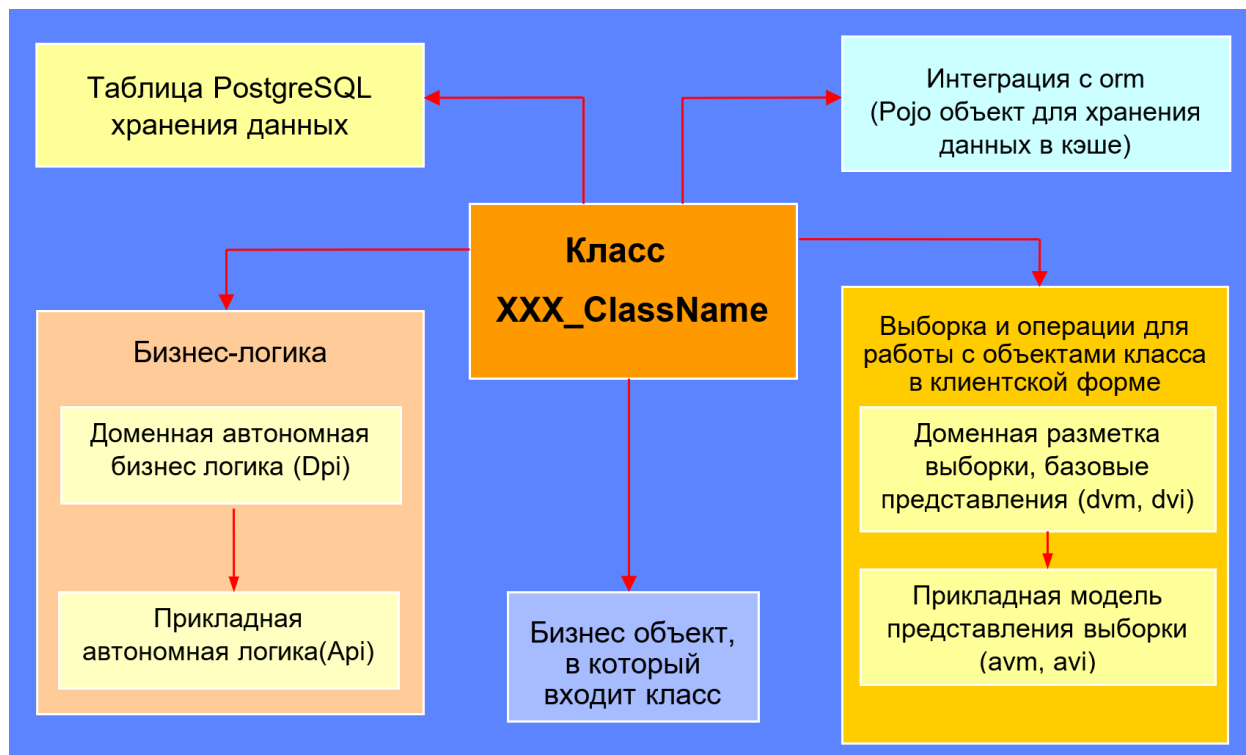 Таблица PostgreSQL
хранения данных
Интеграция с orm
(Pojo объект для хранения
данных в кэше)
Класс
XXX_ClassName
Бизнес-логика
Доменная автономная
бизнес логика (Dpi)
Прикладная
автономная логика(Api)
Бизнес объект,
в который
входит класс
Выборка и операции для
работы с объектами класса
в клиентской форме
Доменная разметка
выборки, базовые
представления (dvm, dvi)
Прикладная модель
представления выборки
(avm, avi)